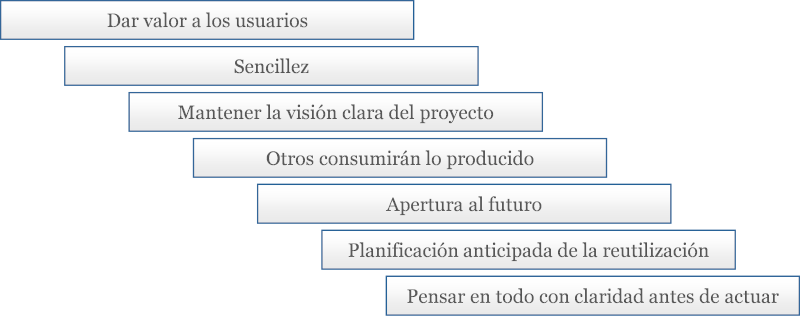 Dar valor a los usuarios
Sencillez
Mantener la visión clara del proyecto
Otros consumirán lo producido
Apertura al futuro
Planificación anticipada de la reutilización
Pensar en todo con claridad antes de actuar